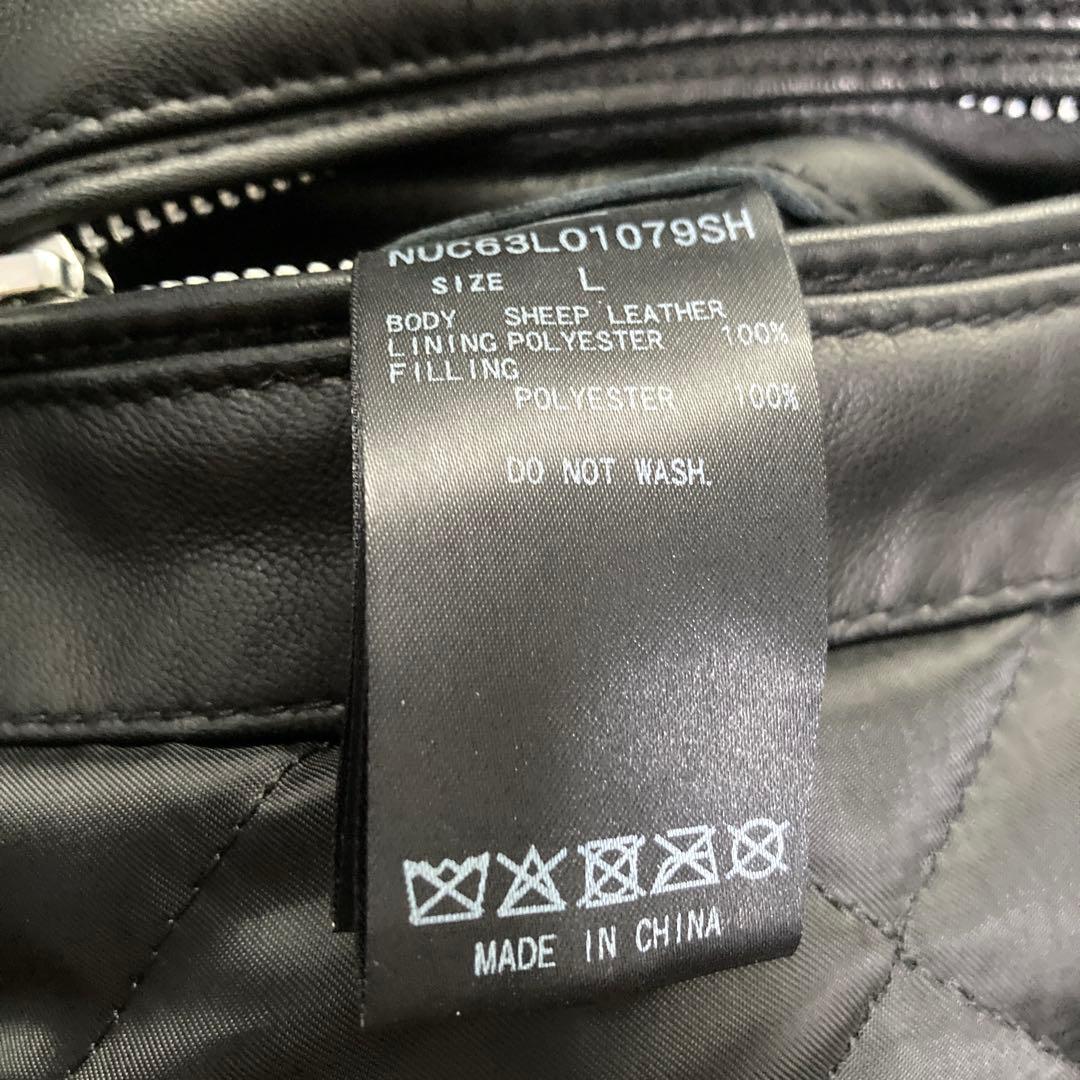 NUC63L01079SH
SIZE L
BODY SHEEP LEATHER
LINING POLYESTER 100%
FILLING
POLYESTER 100%
DO NOT WASH.
MADE IN CHINA